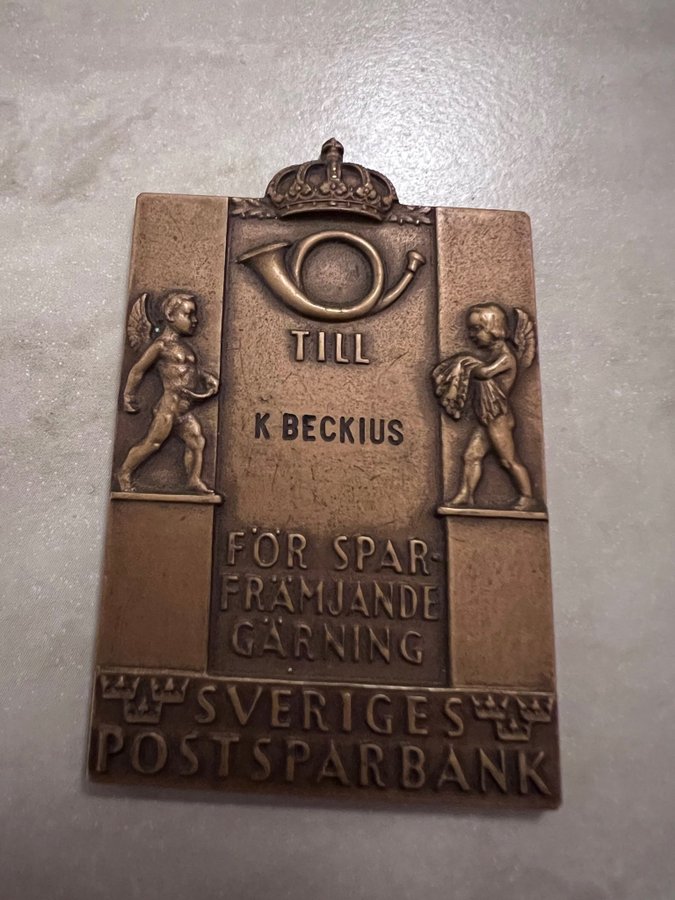 TILL
K BECKIUS
FÖR SPAR-
FRÄMJANDE
GÄRNING
SVERIGES
POSTSPARBANK